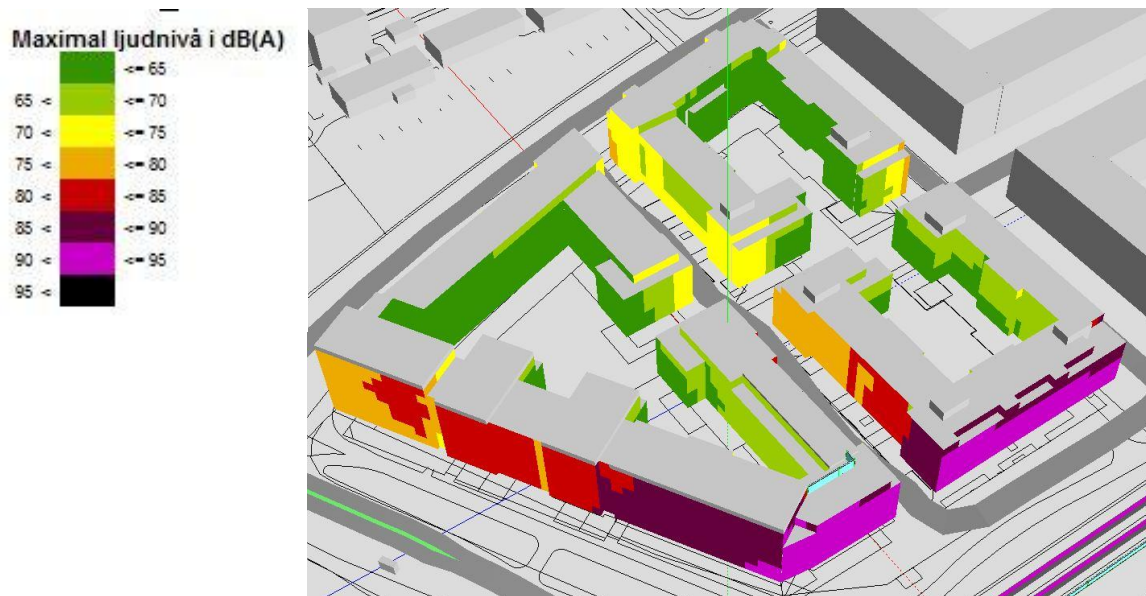 Maximal ljudnivå i dB(A)
<= 65
65 < <= 70
70 < <= 75
75 < <= 80
80 < <= 85
85 < <= 90
90 < <= 95
95 <